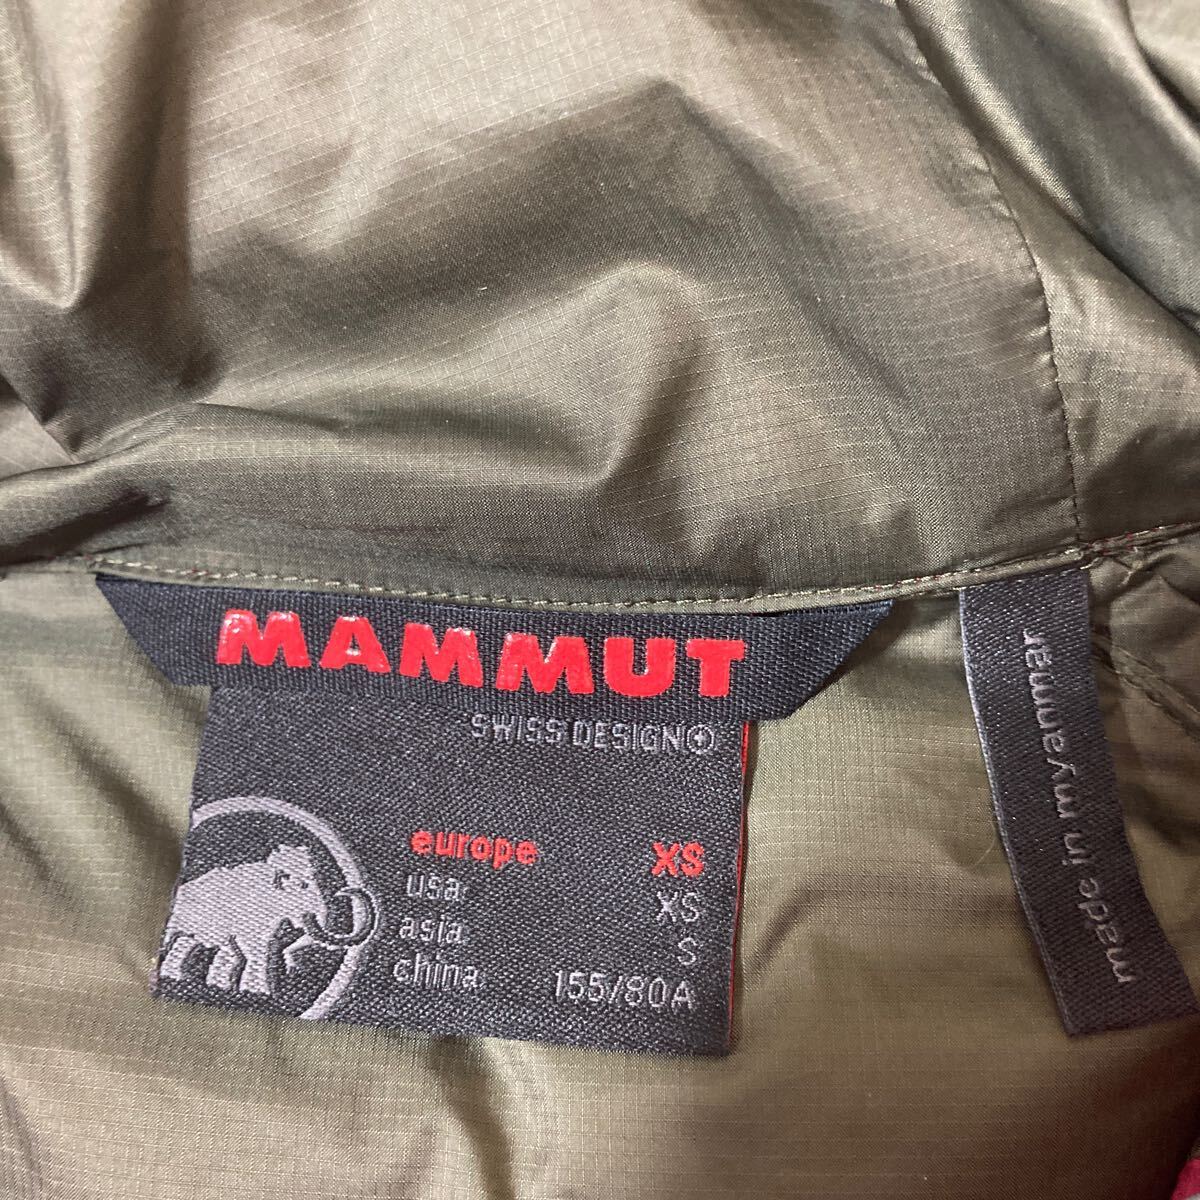 MAMMUT
SWISS DESIGN
europe XS
usa XS
asia S
china 155/80A
made in myanmar